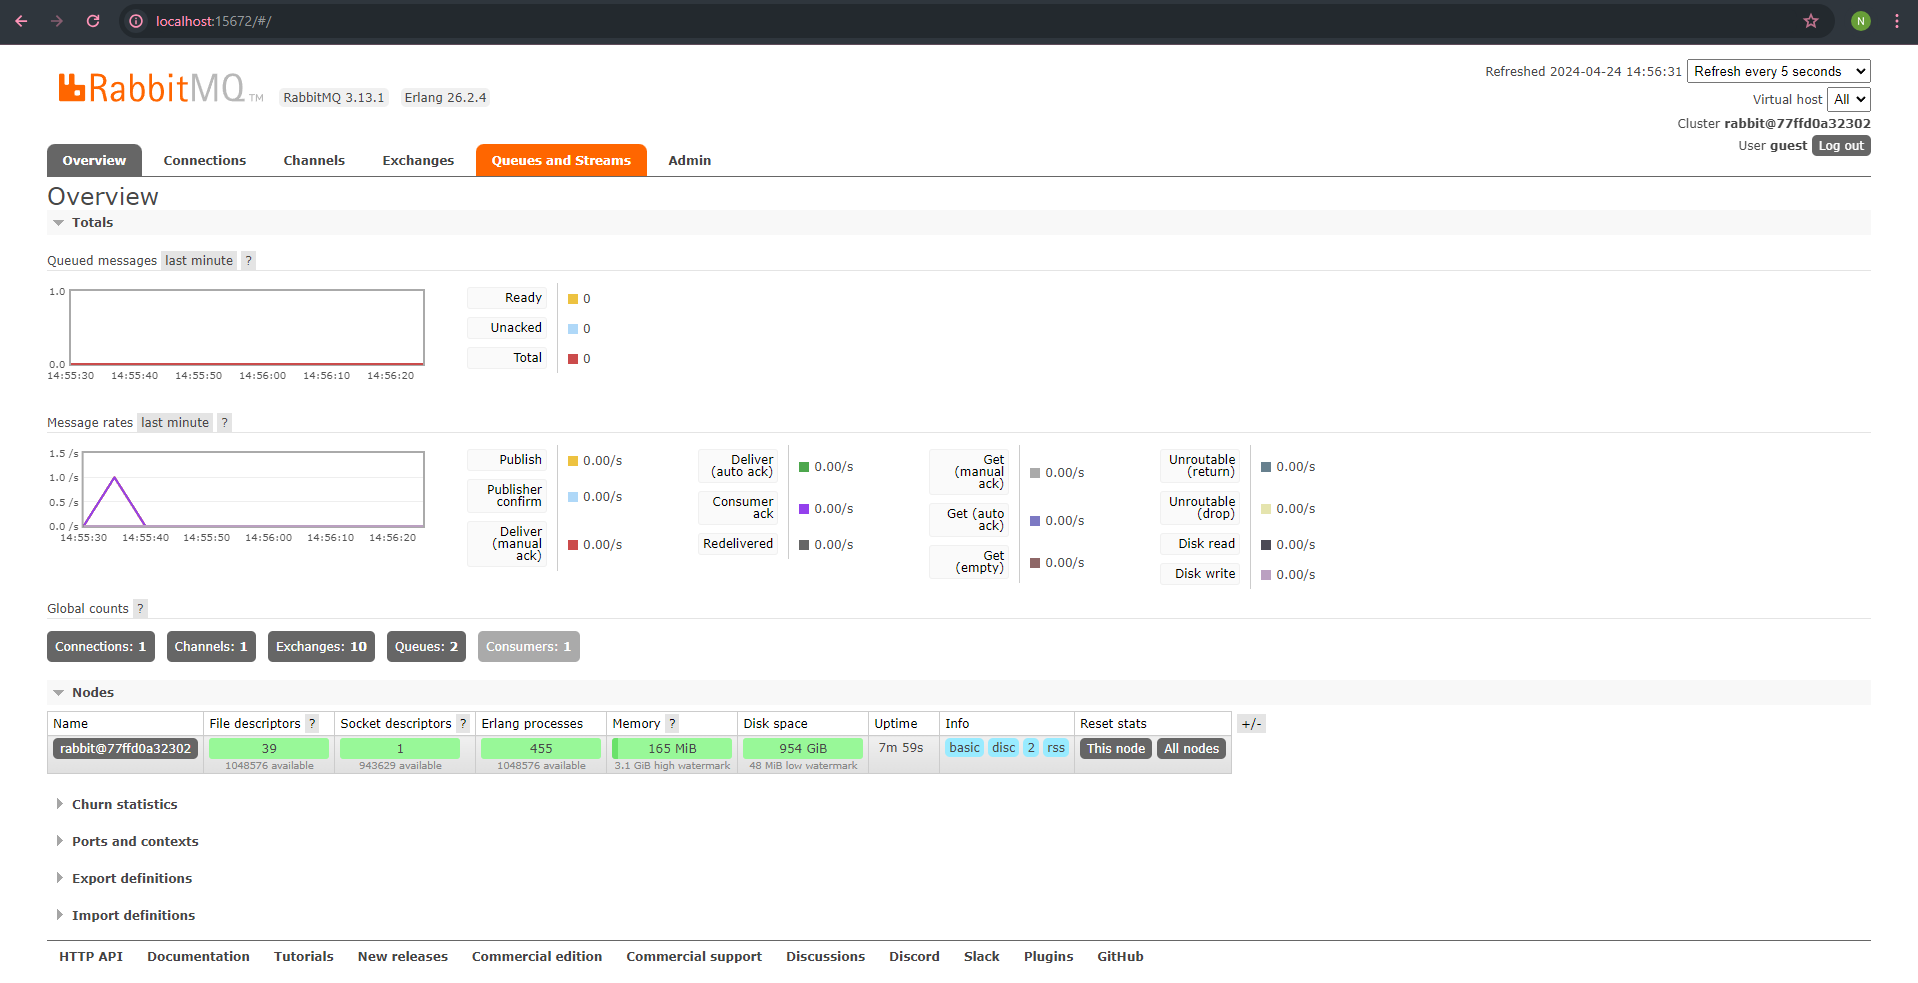 localhost:15672/#/
N
RabbitMQ TM
RabbitMQ 3.13.1 Erlang 26.2.4
Refreshed 2024-04-24 14:56:31 Refresh every 5 seconds
Virtual host All
Cluster rabbit@77ffd0a32302
User guest Log out
Overview Connections Channels Exchanges Queues and Streams Admin
Overview
Totals
Queued messages last minute ?
1.0
0.0
14:55:30 14:55:40 14:55:50 14:56:00 14:56:10 14:56:20
Ready 0
Unacked 0
Total 0
Message rates last minute ?
1.5 /s
1.0 /s
0.5 /s
0.0 /s
14:55:30 14:55:40 14:55:50 14:56:00 14:56:10 14:56:20
Publish 0.00/s
Publisher
confirm 0.00/s
Deliver
(manual
ack) 0.00/s
Deliver
(auto ack) 0.00/s
Consumer
ack 0.00/s
Redelivered 0.00/s
Get
(manual
ack) 0.00/s
Get (auto
ack) 0.00/s
Get
(empty) 0.00/s
Unroutable
(return) 0.00/s
Unroutable
(drop) 0.00/s
Disk read 0.00/s
Disk write 0.00/s
Global counts ?
Connections: 1 Channels: 1 Exchanges: 10 Queues: 2 Consumers: 1
Nodes
Name File descriptors ? Socket descriptors ? Erlang processes Memory ? Disk space Uptime Info Reset stats +/-
rabbit@77ffd0a32302 39 1 455 165 MiB 954 GiB 7m 59s basic disc 2 rss This node All nodes
1048576 available 943629 available 1048576 available 3.1 GiB high watermark 48 MiB low watermark
Churn statistics
Ports and contexts
Export definitions
Import definitions
HTTP API Documentation Tutorials New releases Commercial edition Commercial support Discussions Discord Slack Plugins GitHub